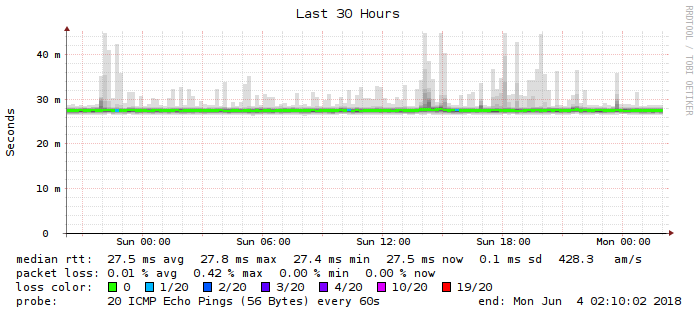 Last 30 Hours
RRDTOOL / TOBI OETIKER
Seconds
40 m
30 m
20 m
10 m
0
Sun 00:00 Sun 06:00 Sun 12:00 Sun 18:00 Mon 00:00
median rtt: 27.5 ms avg 27.8 ms max 27.4 ms min 27.5 ms now 0.1 ms sd 428.3 am/s
packet loss: 0.01 % avg 0.42 % max 0.00 % min 0.00 % now
loss color: 0 1/20 2/20 3/20 4/20 10/20 19/20
probe: 20 ICMP Echo Pings (56 Bytes) every 60s end: Mon Jun 4 02:10:02 2018